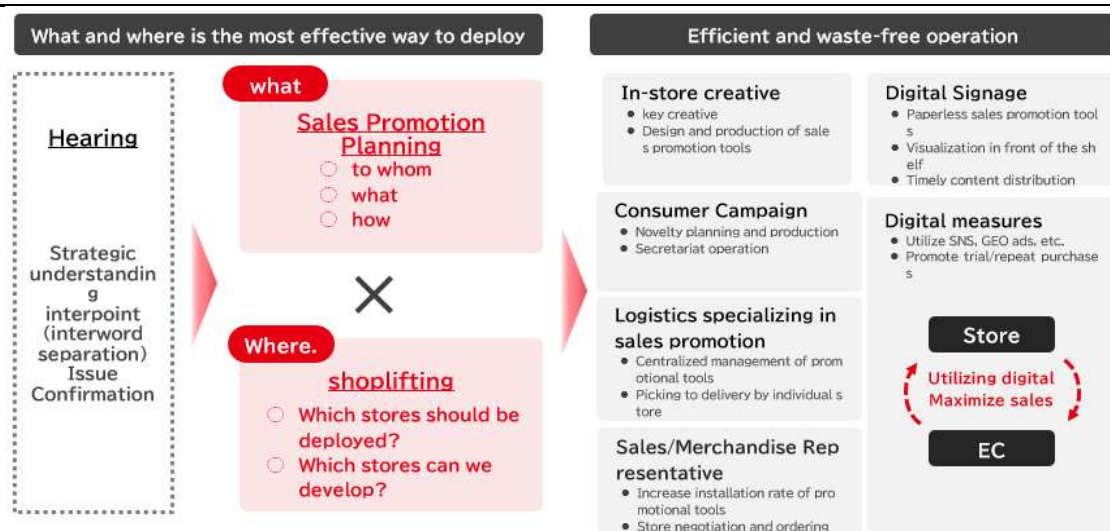 What and where is the most effective way to deploy
Hearing
Strategic
understandin
g
interpoint
(interword
separation)
Issue
Confirmation
what
Sales Promotion
Planning
to whom
what
how
×
Where.
shoplifting
Which stores should be
deployed?
Which stores can we
develop?
Efficient and waste-free operation
In-store creative
key creative
Design and production of sale
s promotion tools
Consumer Campaign
Novelty planning and production
Secretariat operation
Logistics specializing in
sales promotion
Centralized management of prom
otional tools
Picking to delivery by individual s
tore
Sales/Merchandise Rep
resentative
Increase installation rate of pro
motional tools
Store negotiation and ordering
Digital Signage
Paperless sales promotion tool
s
Visualization in front of the sh
elf
Timely content distribution
Digital measures
Utilize SNS, GEO ads, etc.
Promote trial/repeat purchase
s
Store
Utilizing digital
Maximize sales
EC